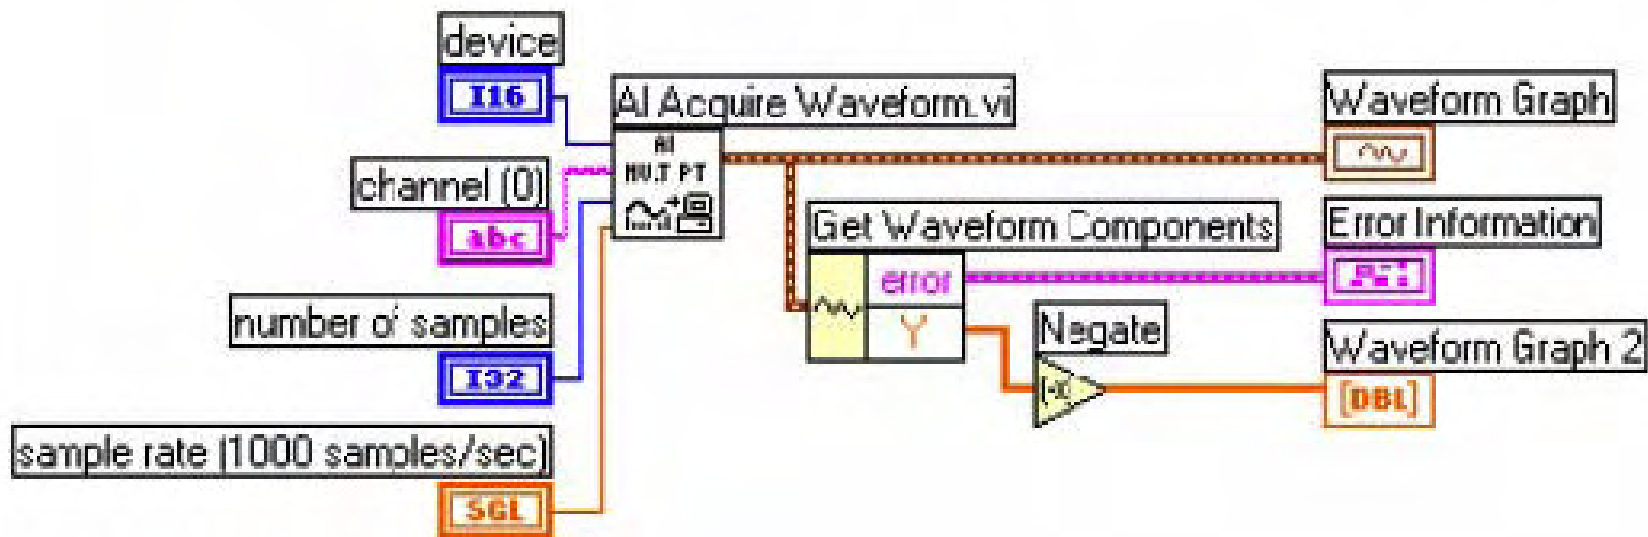 device
I16
AI Acquire Waveform.vi
AI
MULT PT
channel (0)
abc
number of samples
I32
sample rate (1000 samples/sec)
SGL
Get Waveform Components
error
Y
Negate
Waveform Graph
Error Information
Waveform Graph 2
[DBL]